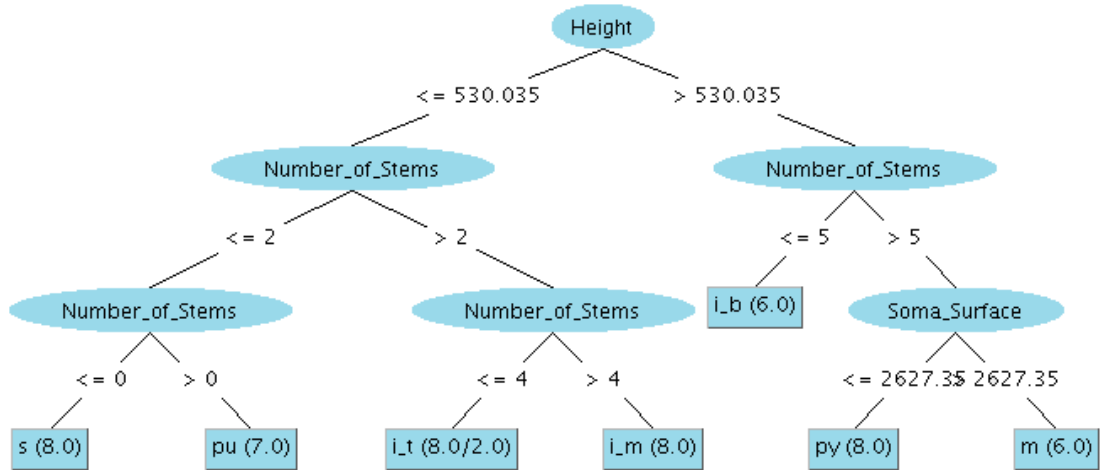 Height
<= 530.035 > 530.035
Number_of_Stems Number_of_Stems
<= 2 > 2 <= 5 > 5
Number_of_Stems Number_of_Stems i_b (6.0) Soma_Surface
<= 0 > 0 <= 4 > 4 <= 2627.35 > 2627.35
s (8.0) pu (7.0) i_t (8.0/2.0) i_m (8.0) py (8.0) m (6.0)